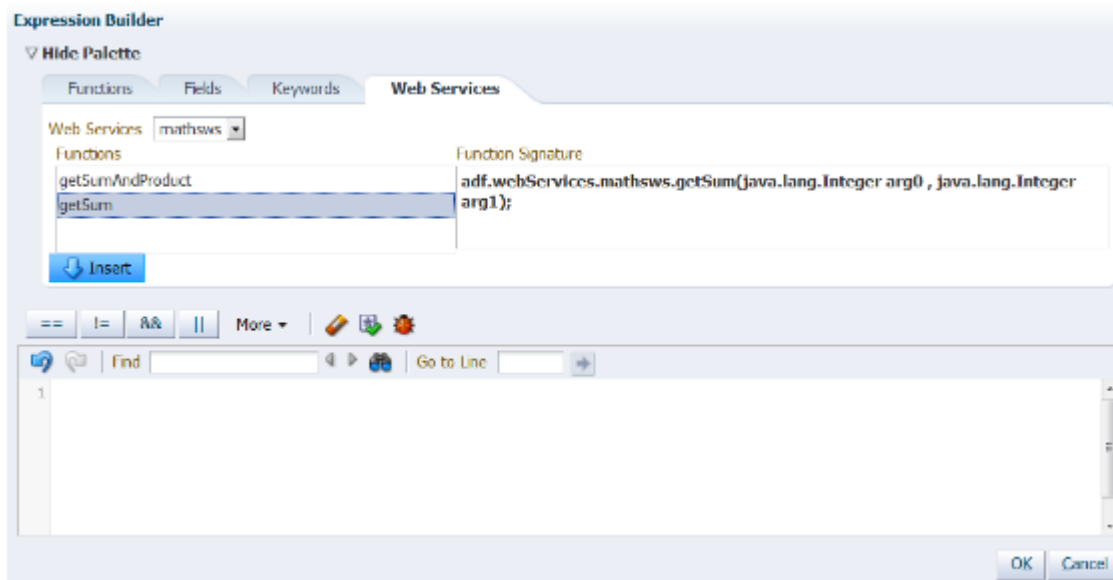 Expression Builder
Hide Palette
Functions Fields Keywords Web Services
Web Services mathsws
Functions Function Signature
getSumAndProduct
getSum
adf.webServices.mathsws.getSum(java.lang.Integer arg0 , java.lang.Integer
arg1);
Insert
== != && || More
Find Go to Line
1
OK Cancel